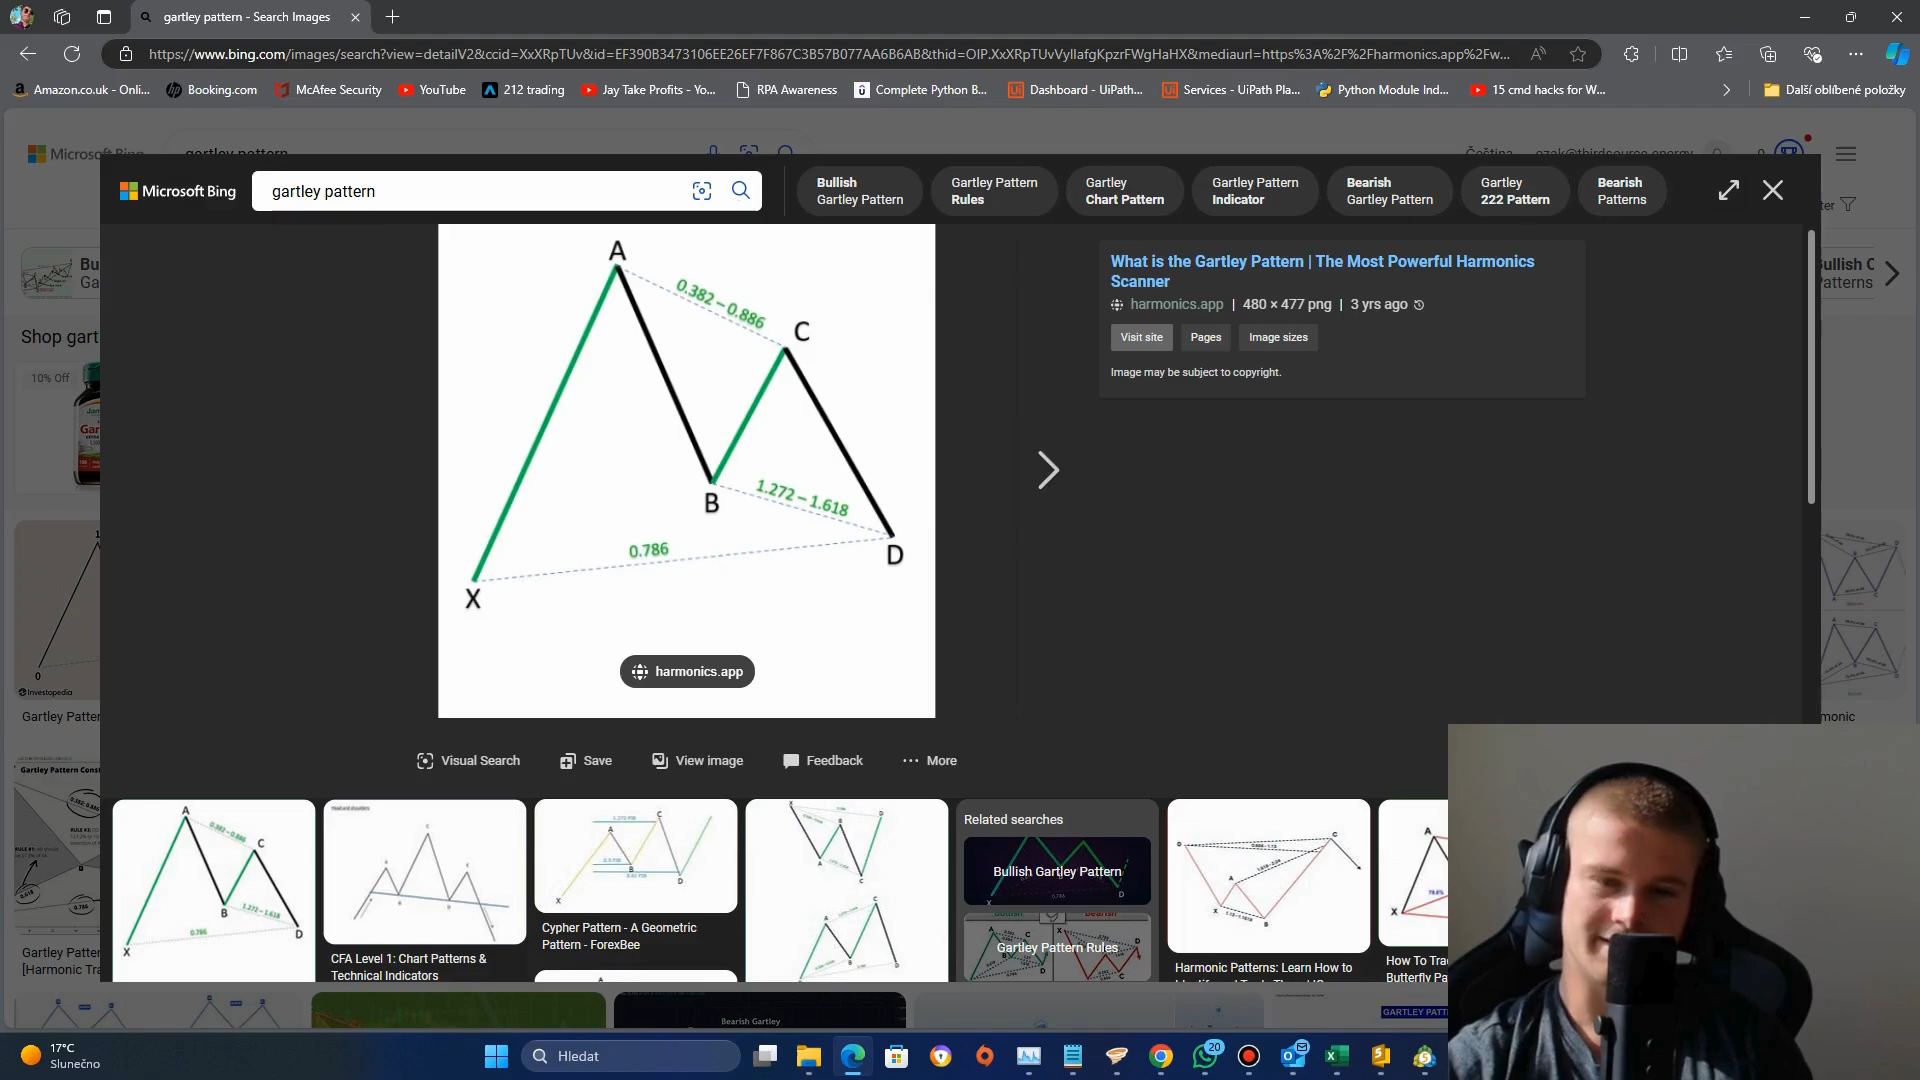 gartley pattern - Search Images
https://www.bing.com/images/search?view=detailV2&ccid=XxXRpTUv&id=EF390B3473106EE26EF7F867C3B57B077AA6B6AB&thid=OIP.XxXRpTUvVyllafgKpzrFWgHaHX&mediaurl=https%3A%2F%2Fharmonics.app%2Fw...
Amazon.co.uk - Onli...
Booking.com
McAfee Security
YouTube
212 trading
Jay Take Profits - Yo...
RPA Awareness
Complete Python B...
Dashboard - UiPath...
Services - UiPath Pla...
Python Module Ind...
15 cmd hacks for W...
Další oblíbené položky
Microsoft Bing
gartley pattern
Bullish
Gartley Pattern
Gartley Pattern
Rules
Gartley
Chart Pattern
Gartley Pattern
Indicator
Bearish
Gartley Pattern
Gartley
222 Pattern
Bearish
Patterns
Shop gart
10% Off
A
0.382 – 0.886
C
B
1.272 – 1.618
0.786
D
X
harmonics.app
What is the Gartley Pattern | The Most Powerful Harmonics
Scanner
harmonics.app | 480 × 477 png | 3 yrs ago
Visit site
Pages
Image sizes
Image may be subject to copyright.
Investopedia
Visual Search
Save
View image
Feedback
More
Related searches
Bullish Gartley Pattern
Gartley Pattern Rules
Cypher Pattern - A Geometric
Pattern - ForexBee
CFA Level 1: Chart Patterns &
Technical Indicators
Harmonic Patterns: Learn How to
How To Tra
Butterfly Pa
Bearish Gartley
17°C
Slunečno
Hledat
20